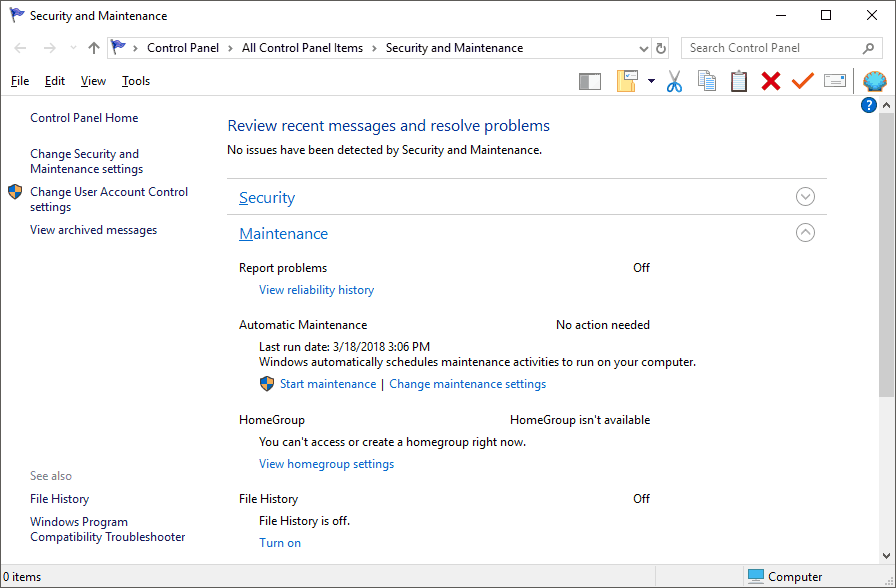 Security and Maintenance
Control Panel > All Control Panel Items > Security and Maintenance
Search Control Panel
File Edit View Tools
?
Control Panel Home
Change Security and
Maintenance settings
Change User Account Control
settings
View archived messages
Review recent messages and resolve problems
No issues have been detected by Security and Maintenance.
Security
Maintenance
Report problems Off
View reliability history
Automatic Maintenance No action needed
Last run date: 3/18/2018 3:06 PM
Windows automatically schedules maintenance activities to run on your computer.
Start maintenance | Change maintenance settings
HomeGroup HomeGroup isn't available
You can't access or create a homegroup right now.
View homegroup settings
File History Off
File History is off.
Turn on
See also
File History
Windows Program
Compatibility Troubleshooter
0 items
Computer